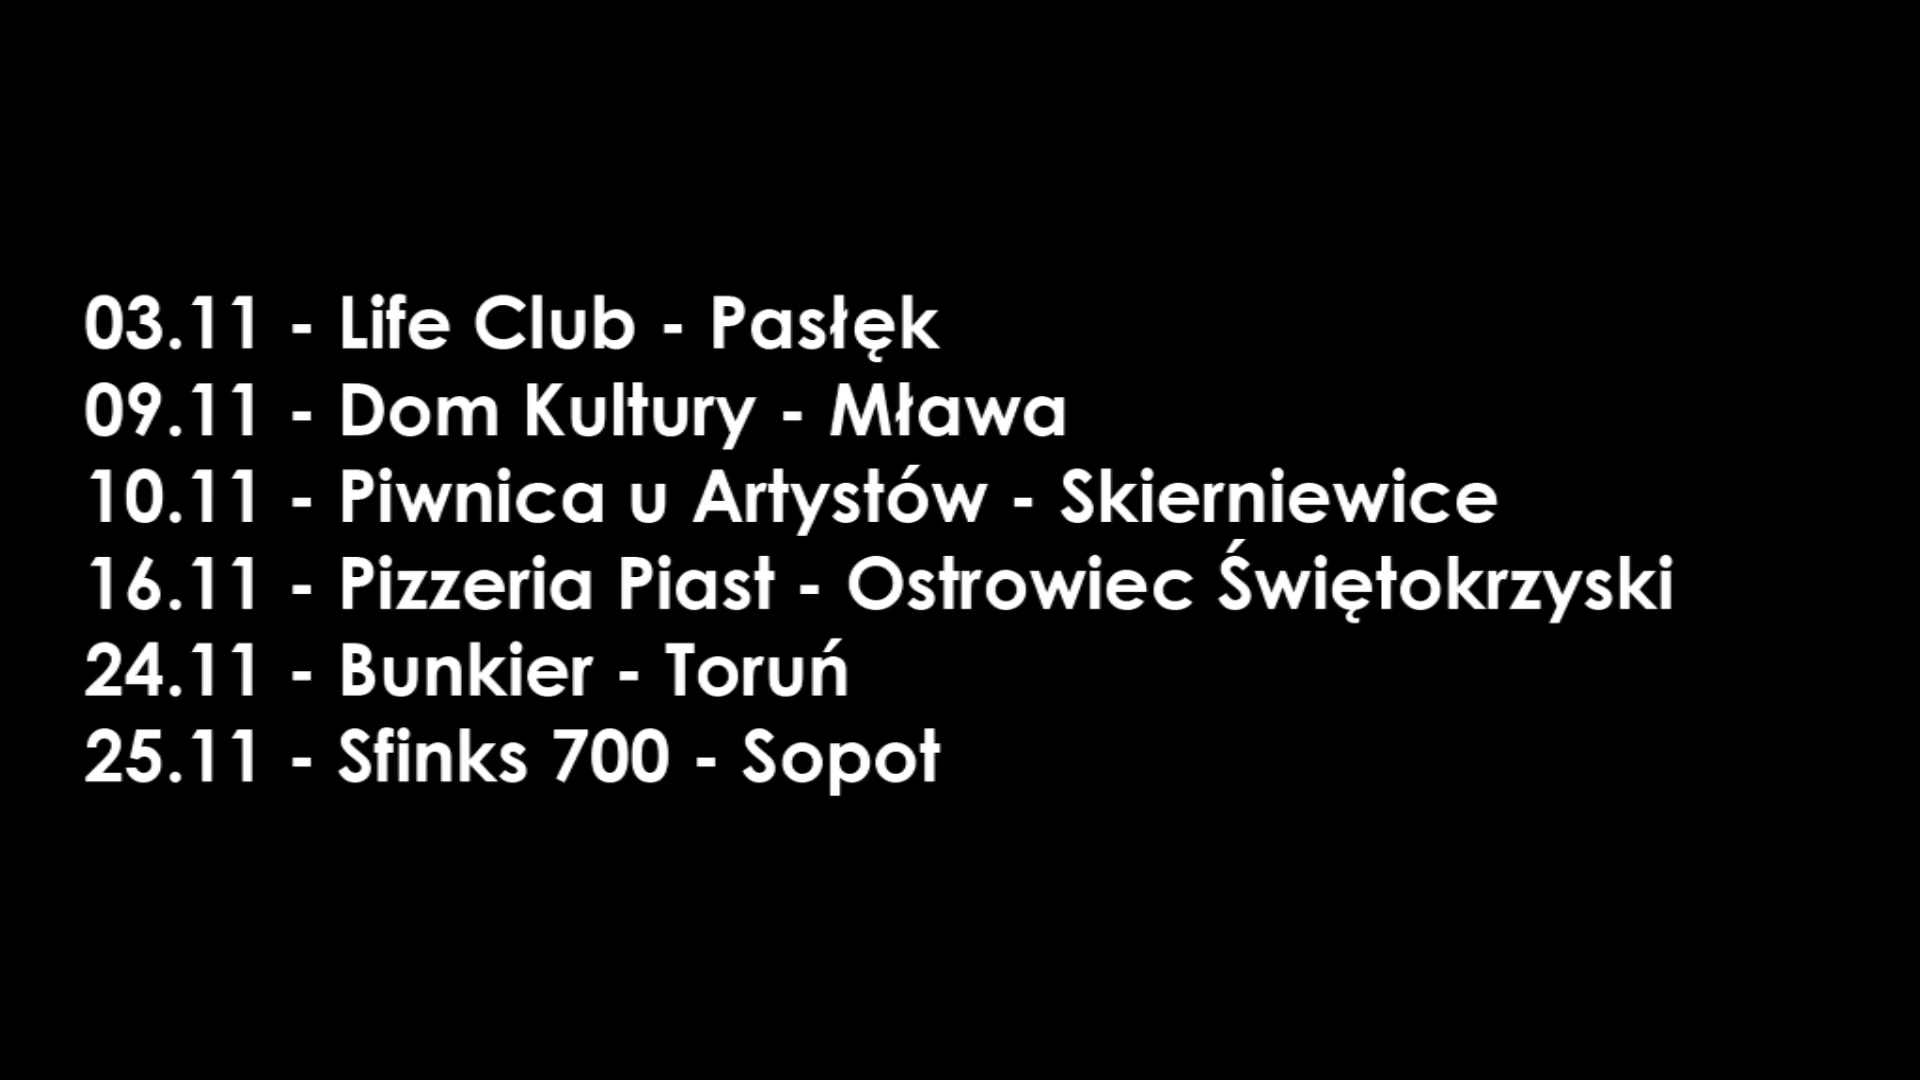 03.11 - Life Club - Pasłęk
09.11 - Dom Kultury - Mława
10.11 - Piwnica u Artystów - Skierniewice
16.11 - Pizzeria Piast - Ostrowiec Świętokrzyski
24.11 - Bunkier - Toruń
25.11 - Sfinks 700 - Sopot